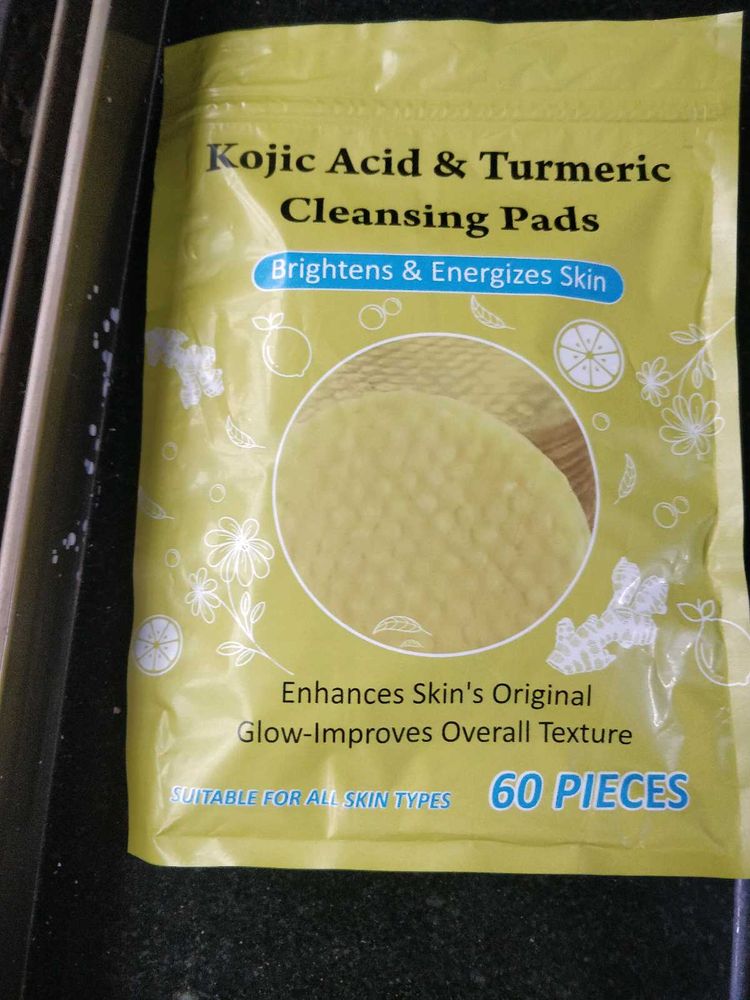 Kojic Acid & Turmeric
Cleansing Pads
Brightens & Energizes Skin
Enhances Skin's Original
Glow-Improves Overall Texture
SUITABLE FOR ALL SKIN TYPES
60 PIECES